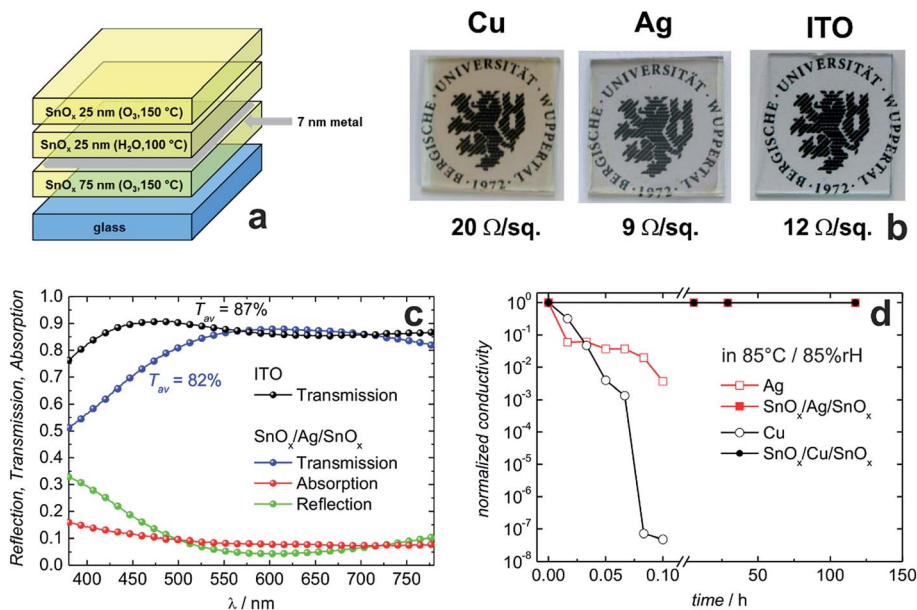 SnOx 25 nm (O3,150 °C)
SnOx 25 nm (H2O,100 °C)
SnOx 75 nm (O3,150 °C)
glass
7 nm metal
a
Cu
Ag
ITO
BERGISCHE · UNIVERSITÄT · WUPPERTAL · 1972 ·
BERGISCHE · UNIVERSITÄT · WUPPERTAL · 1972 ·
BERGISCHE · UNIVERSITÄT · WUPPERTAL · 1972 ·
20 Ω/sq.
9 Ω/sq.
12 Ω/sq.
b
Reflection, Transmission, Absorption
1.0
0.9
0.8
0.7
0.6
0.5
0.4
0.3
0.2
0.1
0.0
400 450 500 550 600 650 700 750
λ / nm
Tav = 87%
c
Tav = 82%
ITO
Transmission
SnOx/Ag/SnOx
Transmission
Absorption
Reflection
normalized conductivity
10^0
10^-1
10^-2
10^-3
10^-4
10^-5
10^-6
10^-7
10^-8
0.00 0.05 0.10 50 100 150
time / h
d
in 85°C / 85%rH
Ag
SnOx/Ag/SnOx
Cu
SnOx/Cu/SnOx